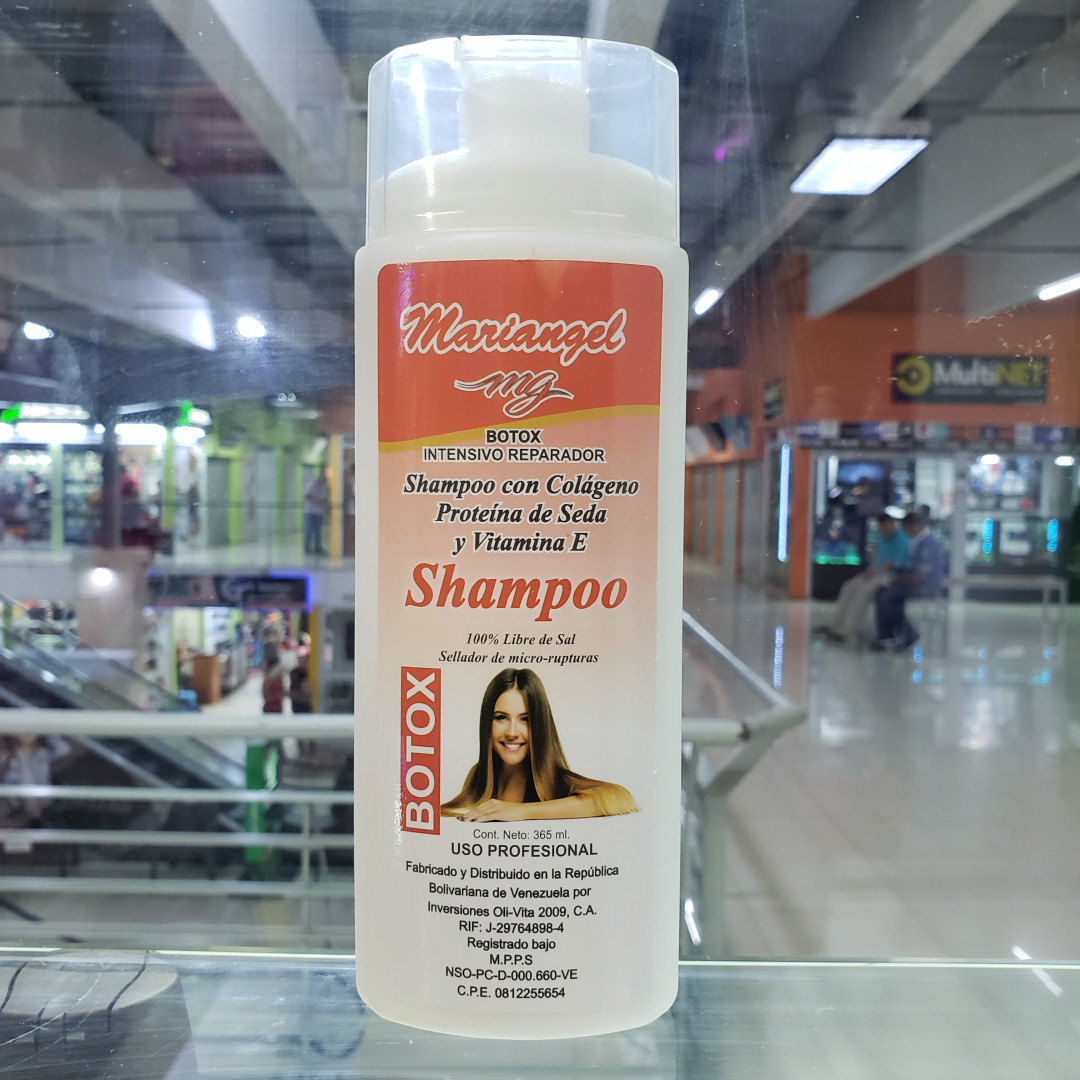 Mariangel
mg
BOTOX
INTENSIVO REPARADOR
Shampoo con Colágeno
Proteína de Seda
y Vitamina E
Shampoo
100% Libre de Sal
Sellador de micro-rupturas
BOTOX
Cont. Neto: 365 ml.
USO PROFESIONAL
Fabricado y Distribuido en la República
Bolivariana de Venezuela por
Inversiones Oli-Vita 2009, C.A.
RIF: J-29764898-4
Registrado bajo
M.P.P.S
NSO-PC-D-000.660-VE
C.P.E. 0812255654
MultiNET